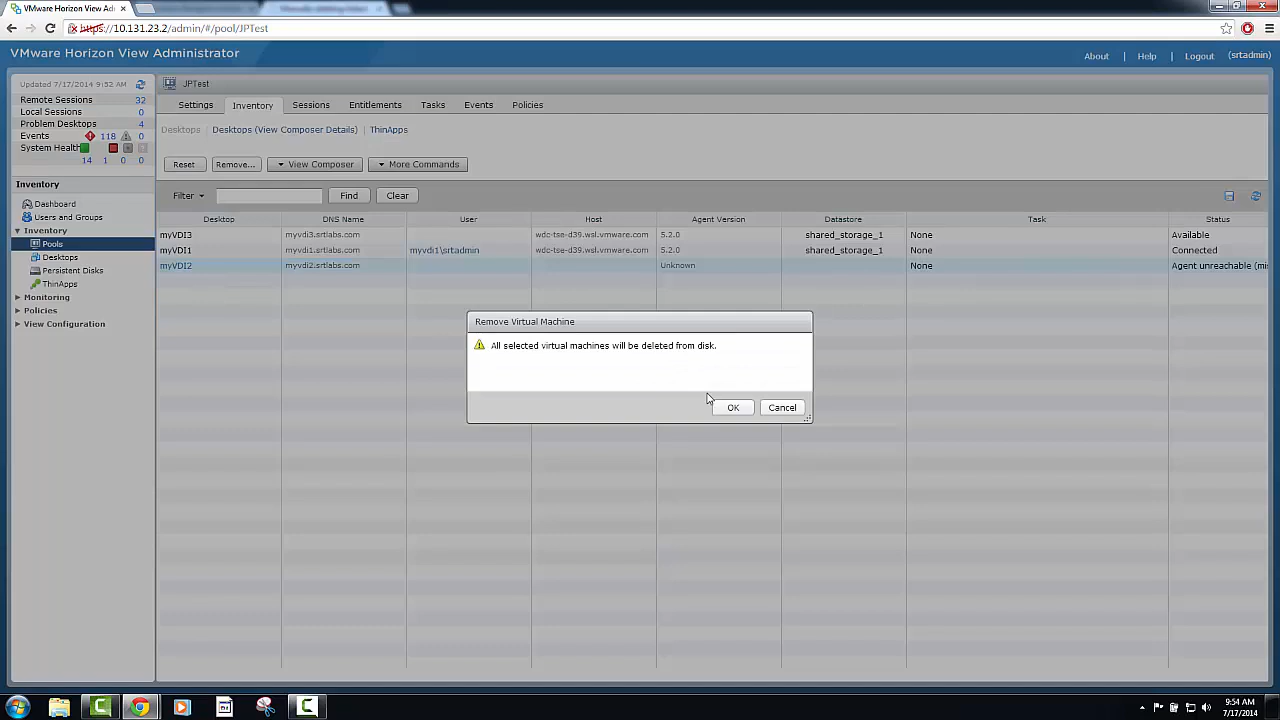 VMware Horizon View Adm
https://10.131.23.2/admin/#/pool/JPTest
VMware Horizon View Administrator
About | Help | Logout (srtadmin)
Updated 7/17/2014 9:52 AM
Remote Sessions 32
Local Sessions 0
Problem Desktops 4
Events 118 0
System Health
14 1 0 0
Inventory
Dashboard
Users and Groups
Inventory
Pools
Desktops
Persistent Disks
ThinApps
Monitoring
Policies
View Configuration
JPTest
Settings Inventory Sessions Entitlements Tasks Events Policies
Desktops Desktops (View Composer Details) ThinApps
Reset Remove... View Composer More Commands
Filter Find Clear
Desktop DNS Name User Host Agent Version Datastore Task Status
myVDI3 myvdi3.srtlabs.com wdc-tse-d39.wsl.vmware.com 5.2.0 shared_storage_1 None Available
myVDI1 myvdi1.srtlabs.com myvdi1\srtadmin wdc-tse-d39.wsl.vmware.com 5.2.0 shared_storage_1 None Connected
myVDI2 myvdi2.srtlabs.com Unknown None Agent unreachable (mis
Remove Virtual Machine
All selected virtual machines will be deleted from disk.
OK Cancel
9:54 AM
7/17/2014